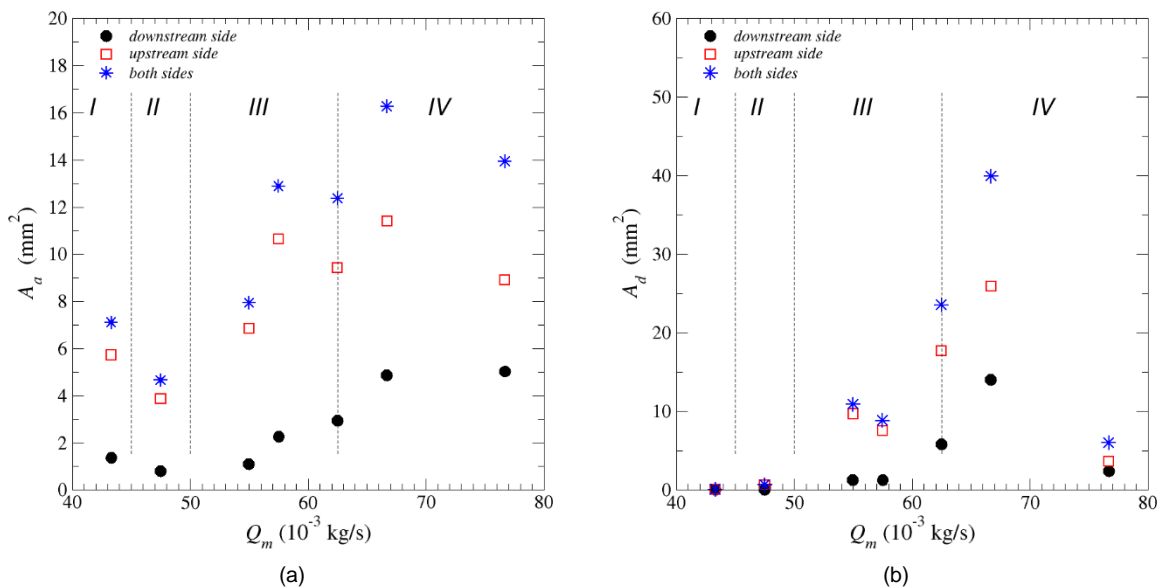 20
18
16
14
12
10
8
6
4
2
0
A_a (mm^2)
downstream side
upstream side
both sides
I II III IV
40 50 60 70 80
Q_m (10^-3 kg/s)
(a)
60
50
40
30
20
10
0
A_d (mm^2)
downstream side
upstream side
both sides
I II III IV
40 50 60 70 80
Q_m (10^-3 kg/s)
(b)